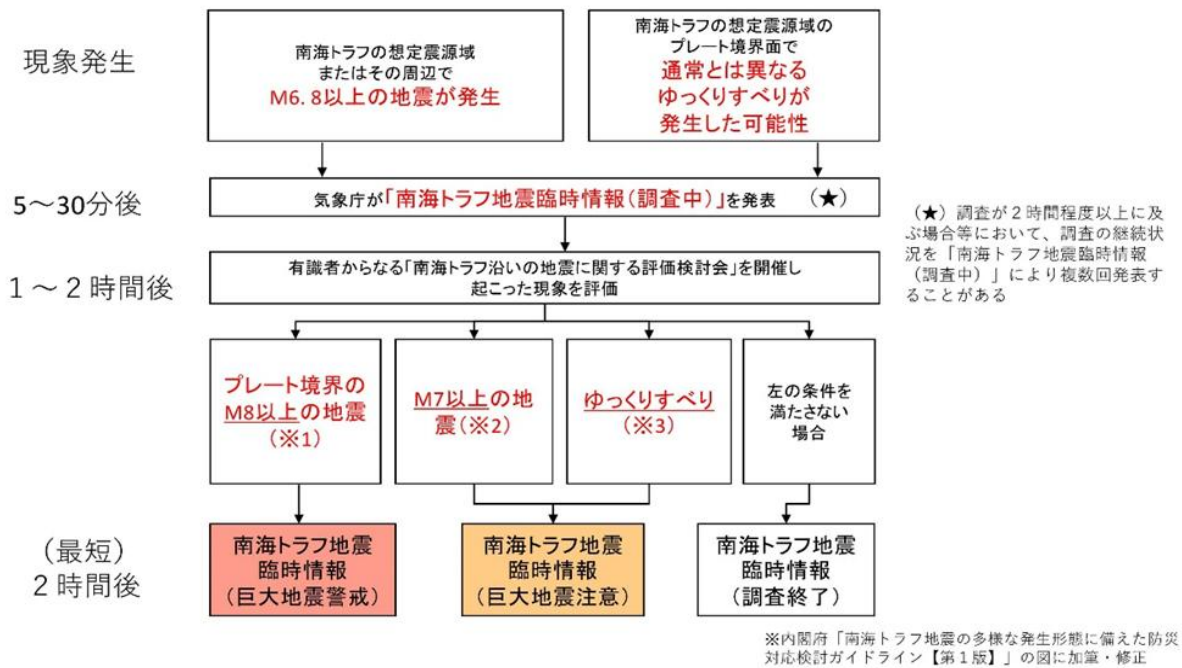 現象発生
南海トラフの想定震源域
またはその周辺で
M6.8以上の地震が発生
南海トラフの想定震源域の
プレート境界面で
通常とは異なる
ゆっくりすべりが
発生した可能性
5～30分後
気象庁が「南海トラフ地震臨時情報(調査中)」を発表 (★)
(★)調査が2時間程度以上に及
ぶ場合等において、調査の継続状
況を「南海トラフ地震臨時情報
(調査中)」により複数回発表す
ることがある
1～2時間後
有識者からなる「南海トラフ沿いの地震に関する評価検討会」を開催し
起こった現象を評価
プレート境界の
M8以上の地震
(※1)
M7以上の地
震(※2)
ゆっくりすべり
(※3)
左の条件を
満たさない
場合
(最短)
2時間後
南海トラフ地震
臨時情報
(巨大地震警戒)
南海トラフ地震
臨時情報
(巨大地震注意)
南海トラフ地震
臨時情報
(調査終了)
※内閣府「南海トラフ地震の多様な発生形態に備えた防災
対応検討ガイドライン【第1版】」の図に加筆・修正